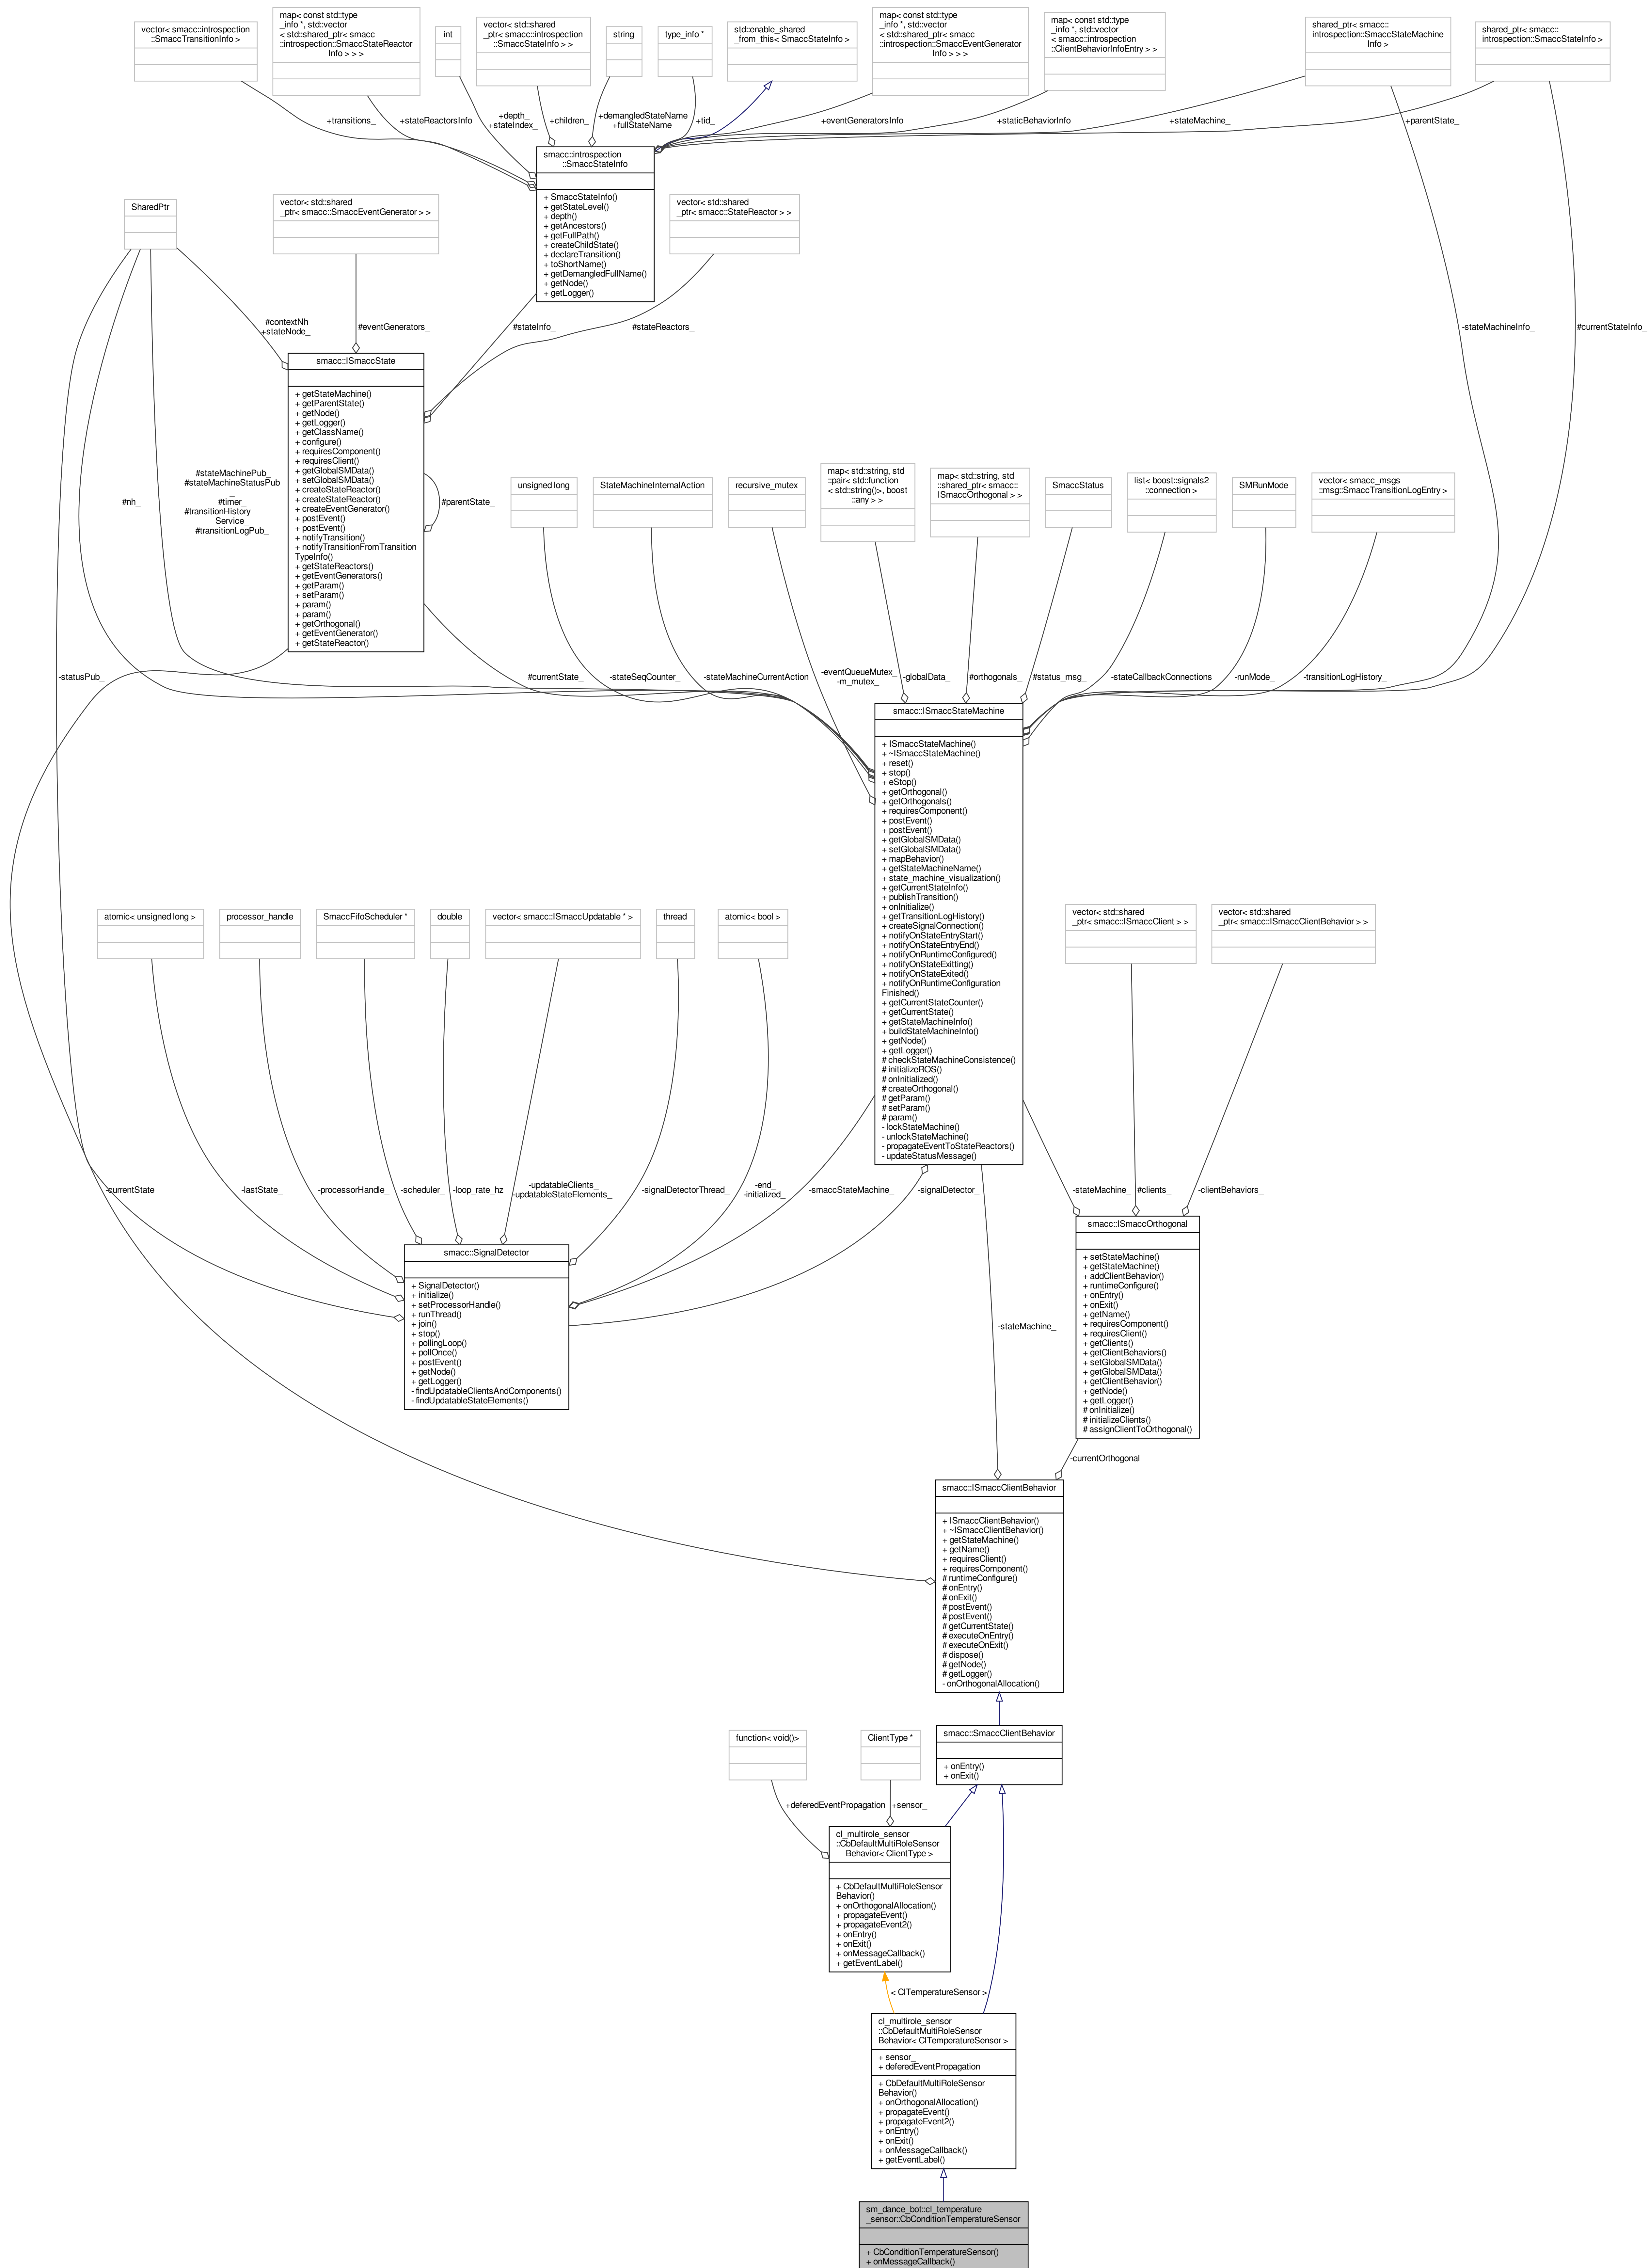 vector< smacc::introspection
::SmaccTransitionInfo >
map< const std::type
_info *, std::vector
< std::shared_ptr< smacc
::introspection::SmaccStateReactor
Info > > >
int
vector< std::shared
_ptr< smacc::introspection
::SmaccStateInfo > >
string
type_info *
std::enable_shared
_from_this< SmaccStateInfo >
map< const std::type
_info *, std::vector
< std::shared_ptr< smacc
::introspection::SmaccEventGenerator
Info > > >
map< const std::type
_info *, std::vector
< smacc::introspection
::ClientBehaviorInfoEntry > >
shared_ptr< smacc::
introspection::SmaccStateMachine
Info >
shared_ptr< smacc::
introspection::SmaccStateInfo >
+transitions_
+stateReactorsInfo
+depth_
+stateIndex_
+children_
+demangledStateName
+fullStateName
+tid_
+eventGeneratorsInfo
+staticBehaviorInfo
+stateMachine_
+parentState_
smacc::introspection
::SmaccStateInfo
+ SmaccStateInfo()
+ getStateLevel()
+ depth()
+ getAncestors()
+ getFullPath()
+ createChildState()
+ declareTransition()
+ toShortName()
+ getDemangledFullName()
+ getNode()
+ getLogger()
SharedPtr
vector< std::shared
_ptr< smacc::SmaccEventGenerator > >
vector< std::shared
_ptr< smacc::StateReactor > >
#contextNh
+stateNode_
#eventGenerators_
#stateInfo_
#stateReactors_
-stateMachineInfo_
#currentStateInfo_
smacc::ISmaccState
+ getStateMachine()
+ getParentState()
+ getNode()
+ getLogger()
+ getClassName()
+ configure()
+ requiresComponent()
+ requiresClient()
+ getGlobalSMData()
+ setGlobalSMData()
+ createStateReactor()
+ createStateReactor()
+ createEventGenerator()
+ postEvent()
+ postEvent()
+ notifyTransition()
+ notifyTransitionFromTransition
TypeInfo()
+ getStateReactors()
+ getEventGenerators()
+ getParam()
+ setParam()
+ param()
+ param()
+ getOrthogonal()
+ getEventGenerator()
+ getStateReactor()
#parentState_
#nh_
#stateMachinePub_
#stateMachineStatusPub
_
#timer_
#transitionHistory
Service_
#transitionLogPub_
unsigned long
StateMachineInternalAction
recursive_mutex
map< std::string, std
::pair< std::function
< std::string()>, boost
::any > >
map< std::string, std
::shared_ptr< smacc::
ISmaccOrthogonal > >
SmaccStatus
list< boost::signals2
::connection >
SMRunMode
vector< smacc_msgs
::msg::SmaccTransitionLogEntry >
-statusPub_
#currentState_
-stateSeqCounter_
-stateMachineCurrentAction
-eventQueueMutex_
-m_mutex_
-globalData_
#orthogonals_
#status_msg_
-stateCallbackConnections
-runMode_
-transitionLogHistory_
smacc::ISmaccStateMachine
+ ISmaccStateMachine()
+ ~ISmaccStateMachine()
+ reset()
+ stop()
+ eStop()
+ getOrthogonal()
+ getOrthogonals()
+ requiresComponent()
+ postEvent()
+ postEvent()
+ getGlobalSMData()
+ setGlobalSMData()
+ mapBehavior()
+ getStateMachineName()
+ state_machine_visualization()
+ getCurrentStateInfo()
+ publishTransition()
+ onInitialize()
+ getTransitionLogHistory()
+ createSignalConnection()
+ notifyOnStateEntryStart()
+ notifyOnStateEntryEnd()
+ notifyOnRuntimeConfigured()
+ notifyOnStateExitting()
+ notifyOnStateExited()
+ notifyOnRuntimeConfiguration
Finished()
+ getCurrentStateCounter()
+ getCurrentState()
+ getStateMachineInfo()
+ buildStateMachineInfo()
+ getNode()
+ getLogger()
# checkStateMachineConsistence()
# initializeROS()
# onInitialized()
# createOrthogonal()
# getParam()
# setParam()
# param()
- lockStateMachine()
- unlockStateMachine()
- propagateEventToStateReactors()
- updateStatusMessage()
atomic< unsigned long >
processor_handle
SmaccFifoScheduler *
double
vector< smacc::ISmaccUpdatable * >
thread
atomic< bool >
vector< std::shared
_ptr< smacc::ISmaccClient > >
vector< std::shared
_ptr< smacc::ISmaccClientBehavior > >
-currentState
-lastState_
-processorHandle_
-scheduler_
-loop_rate_hz
-updatableClients_
-updatableStateElements_
-signalDetectorThread_
-end_
-initialized_
-smaccStateMachine_
-signalDetector_
-stateMachine_
#clients_
-clientBehaviors_
smacc::SignalDetector
+ SignalDetector()
+ initialize()
+ setProcessorHandle()
+ runThread()
+ join()
+ stop()
+ pollingLoop()
+ pollOnce()
+ postEvent()
+ getNode()
+ getLogger()
- findUpdatableClientsAndComponents()
- findUpdatableStateElements()
smacc::ISmaccOrthogonal
+ setStateMachine()
+ getStateMachine()
+ addClientBehavior()
+ runtimeConfigure()
+ onEntry()
+ onExit()
+ getName()
+ requiresComponent()
+ requiresClient()
+ getClients()
+ getClientBehaviors()
+ setGlobalSMData()
+ getGlobalSMData()
+ getClientBehavior()
+ getNode()
+ getLogger()
# onInitialize()
# initializeClients()
# assignClientToOrthogonal()
-stateMachine_
-currentOrthogonal
smacc::ISmaccClientBehavior
+ ISmaccClientBehavior()
+ ~ISmaccClientBehavior()
+ getStateMachine()
+ getName()
+ requiresClient()
+ requiresComponent()
# runtimeConfigure()
# onEntry()
# onExit()
# postEvent()
# postEvent()
# getCurrentState()
# executeOnEntry()
# executeOnExit()
# dispose()
# getNode()
# getLogger()
- onOrthogonalAllocation()
function< void()>
ClientType *
smacc::SmaccClientBehavior
+ onEntry()
+ onExit()
+deferedEventPropagation
+sensor_
cl_multirole_sensor
::CbDefaultMultiRoleSensor
Behavior< ClientType >
+ CbDefaultMultiRoleSensor
Behavior()
+ onOrthogonalAllocation()
+ propagateEvent()
+ propagateEvent2()
+ onEntry()
+ onExit()
+ onMessageCallback()
+ getEventLabel()
< ClTemperatureSensor >
cl_multirole_sensor
::CbDefaultMultiRoleSensor
Behavior< ClTemperatureSensor >
+ sensor_
+ deferedEventPropagation
+ CbDefaultMultiRoleSensor
Behavior()
+ onOrthogonalAllocation()
+ propagateEvent()
+ propagateEvent2()
+ onEntry()
+ onExit()
+ onMessageCallback()
+ getEventLabel()
sm_dance_bot::cl_temperature
_sensor::CbConditionTemperatureSensor
+ CbConditionTemperatureSensor()
+ onMessageCallback()